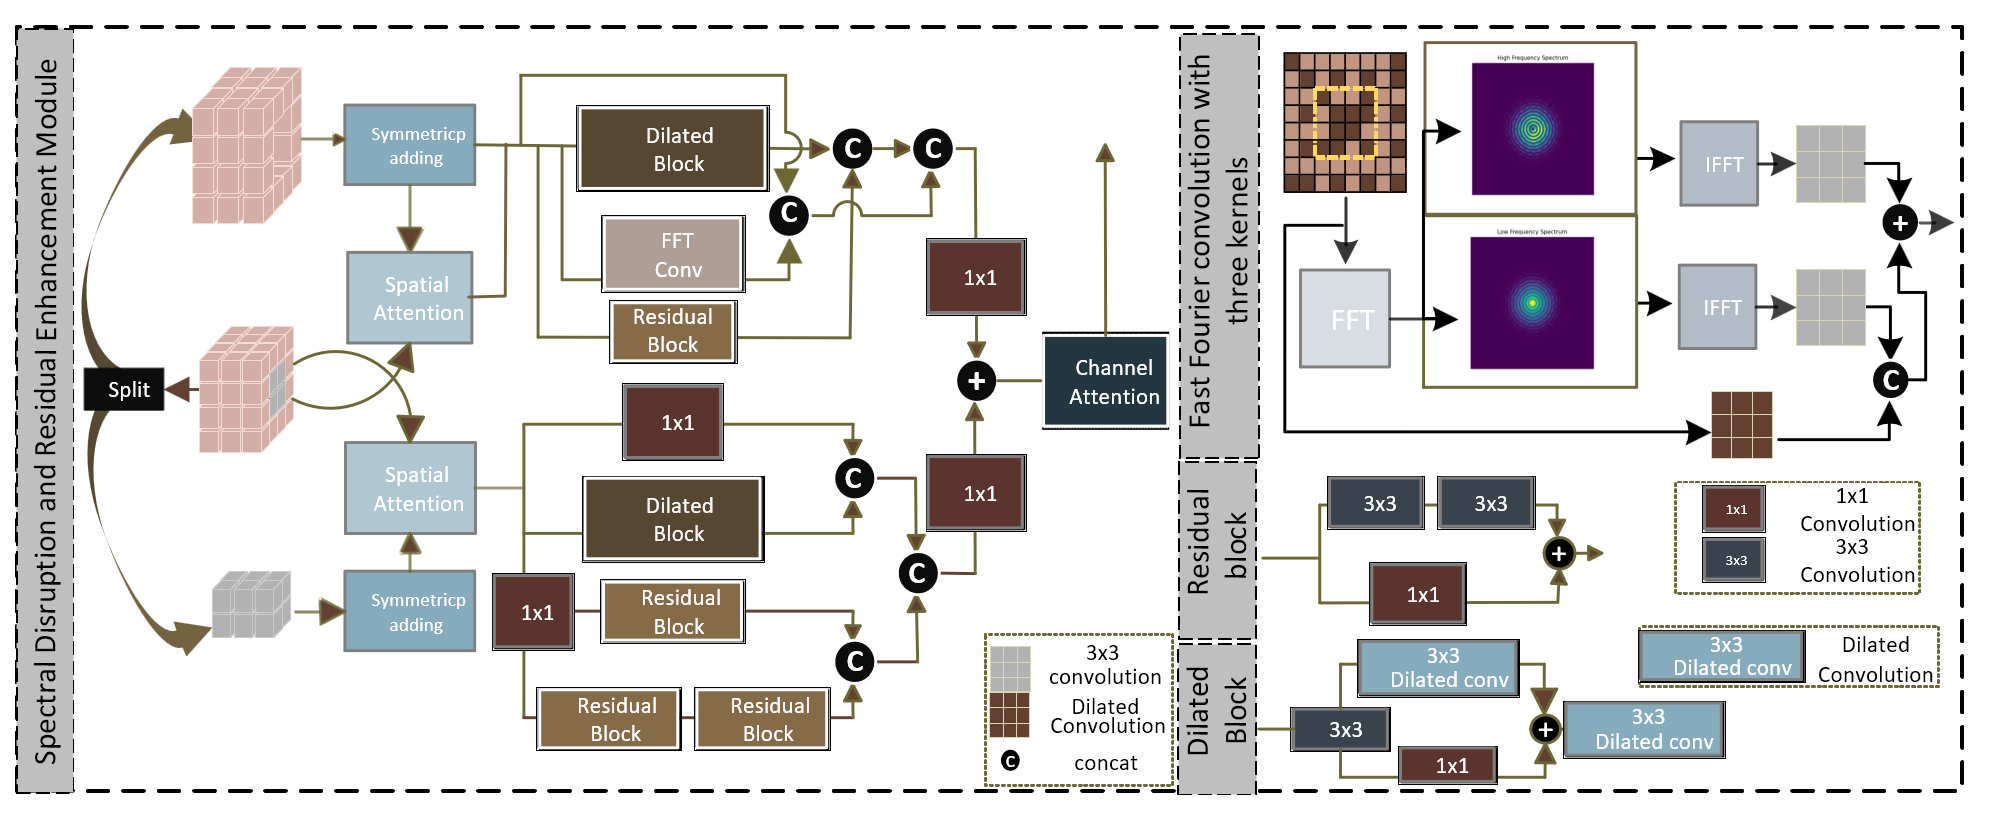 Spectral Disruption and Residual Enhancement Module
Split
Symmetricp
adding
Spatial
Attention
Spatial
Attention
Symmetricp
adding
Dilated
Block
FFT
Conv
Residual
Block
C
C
C
1x1
+
Channel
Attention
1x1
Dilated
Block
C
1x1
C
1x1
Residual
Block
C
Residual
Block
Residual
Block
3x3
convolution
Dilated
Convolution
C
concat
Fast Fourier convolution with
three kernels
High Frequency Spectrum
Low Frequency Spectrum
FFT
IFFT
IFFT
+
C
Residual
block
3x3
3x3
1x1
+
1x1
1x1
Convolution
3x3
3x3
Convolution
Dilated
Block
3x3
3x3
Dilated conv
1x1
+
3x3
Dilated conv
3x3
Dilated conv
Dilated
Convolution